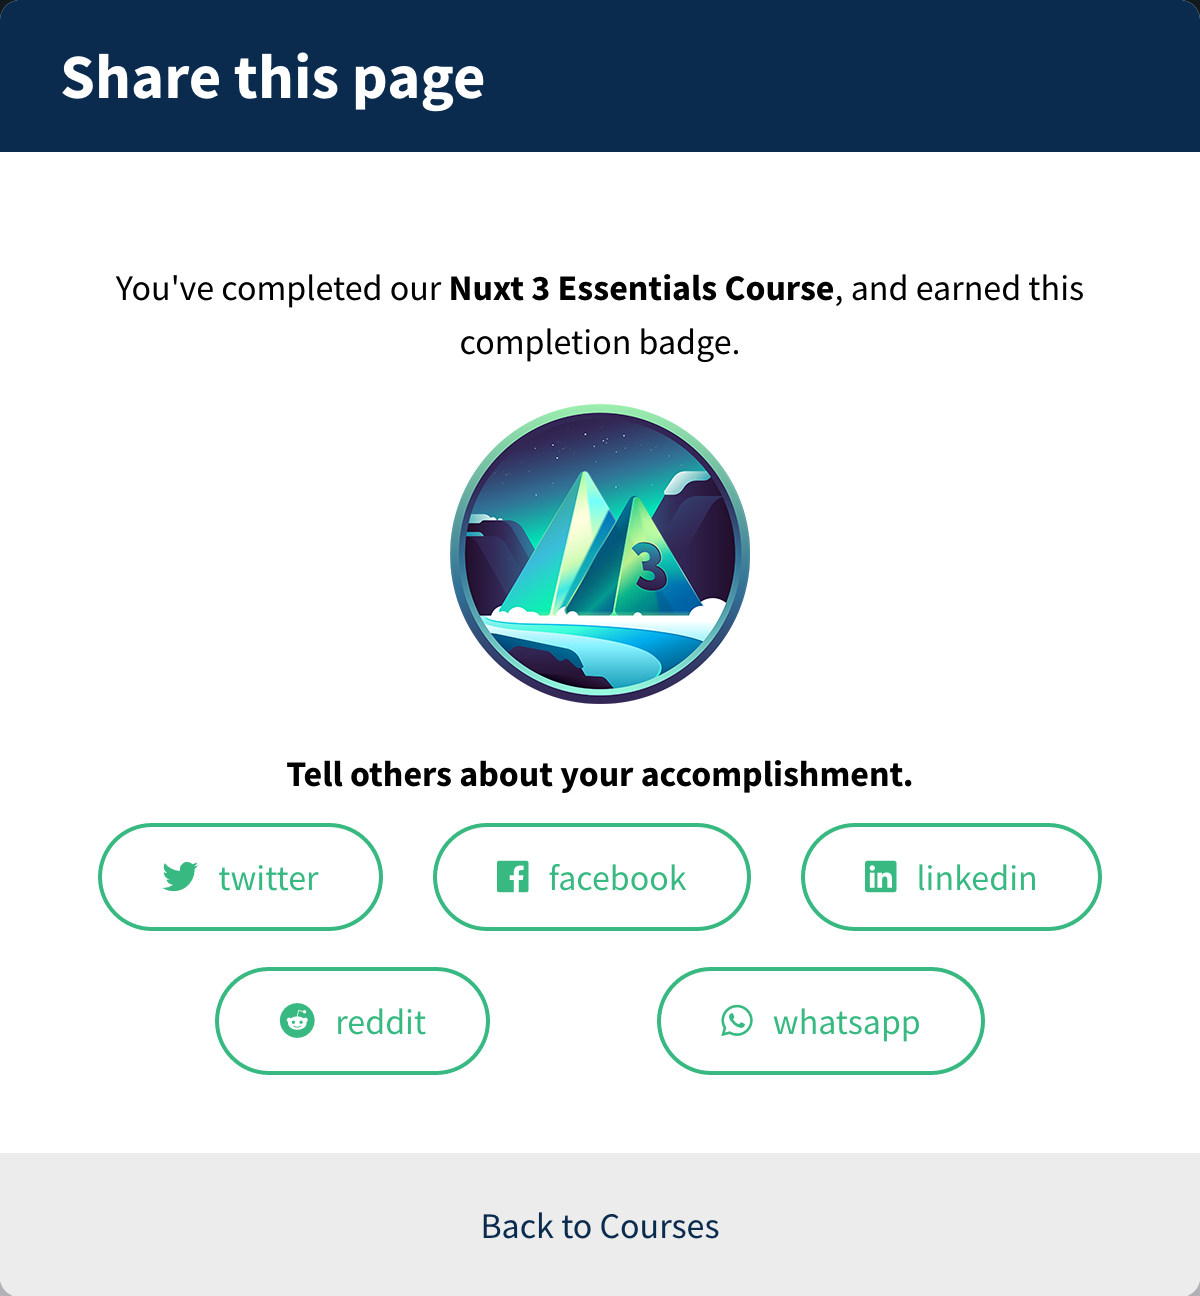 Share this page
You've completed our Nuxt 3 Essentials Course, and earned this
completion badge.
3
Tell others about your accomplishment.
twitter
facebook
linkedin
reddit
whatsapp
Back to Courses